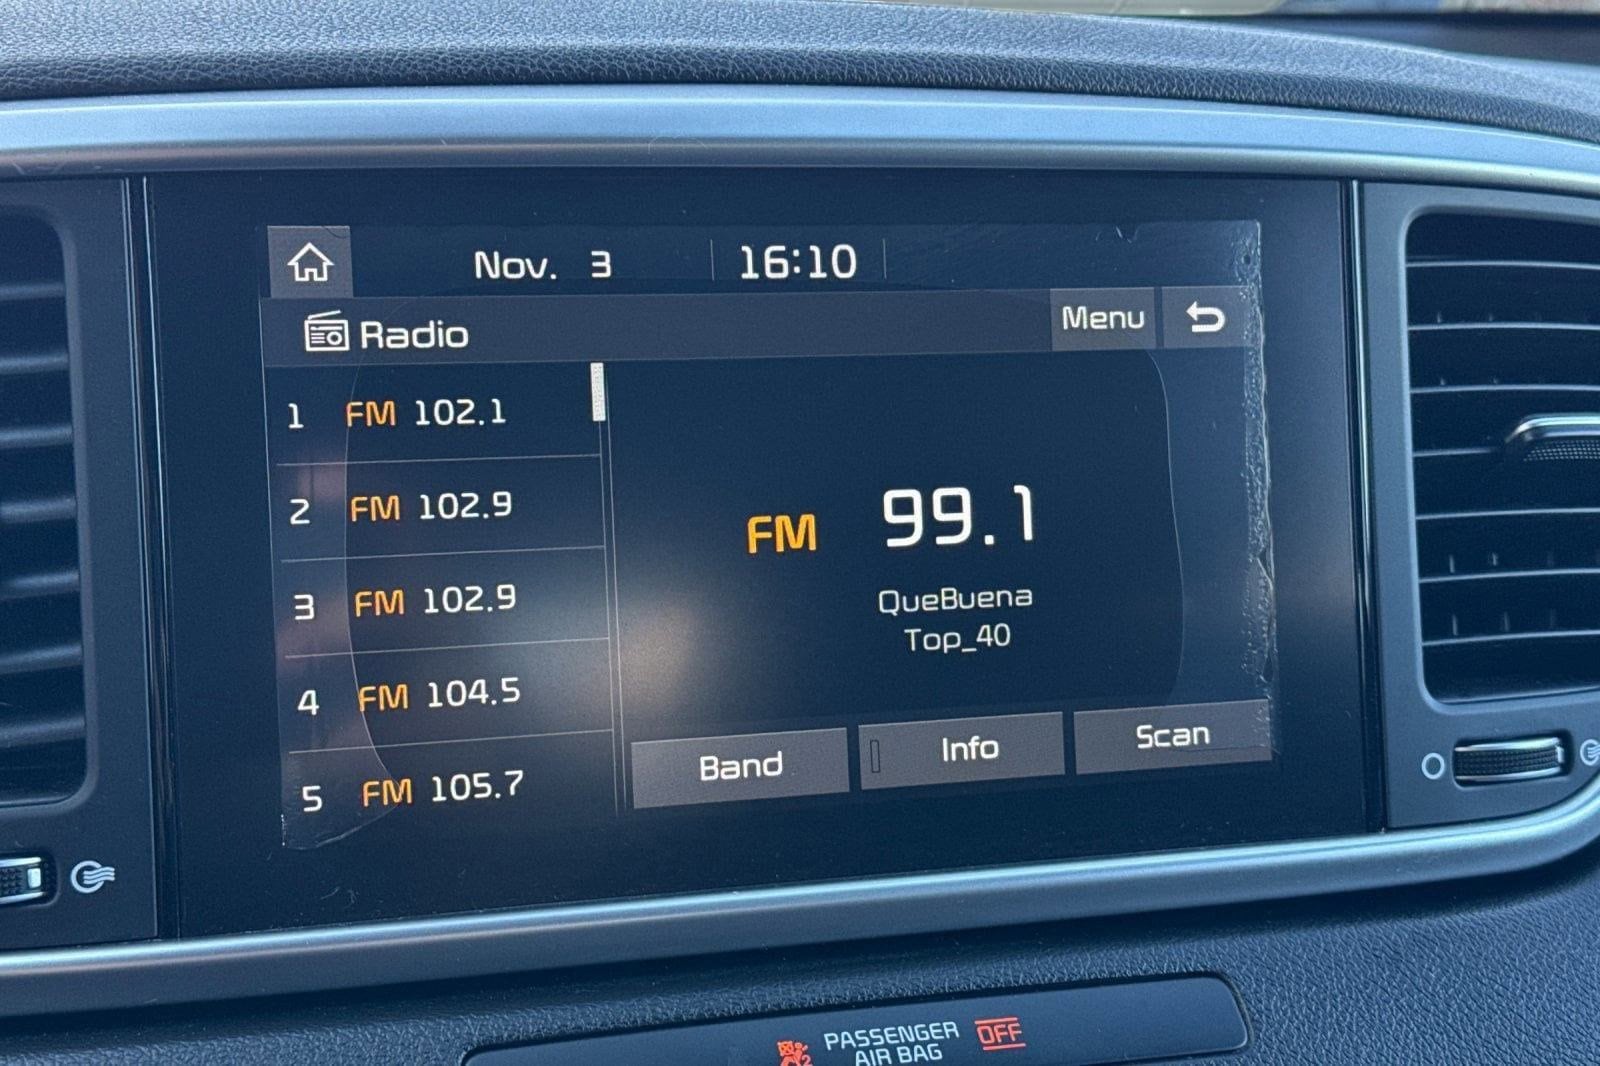 Nov. 3 16:10
Radio Menu
1 FM 102.1
2 FM 102.9
3 FM 102.9
4 FM 104.5
5 FM 105.7
FM 99.1
QueBuena
Top_40
Band Info Scan
PASSENGER
AIR BAG OFF